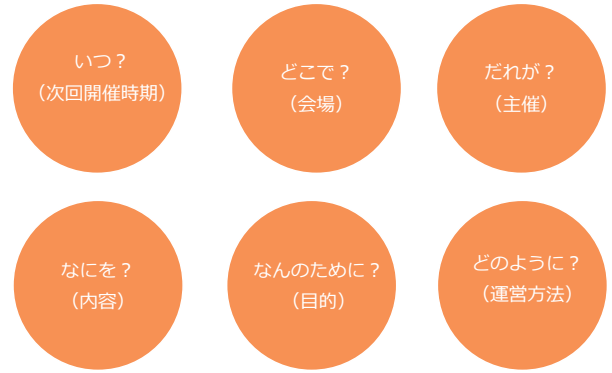 いつ？
（次回開催時期）
どこで？
（会場）
だれが？
（主催）
なにを？
（内容）
なんのために？
（目的）
どのように？
（運営方法）